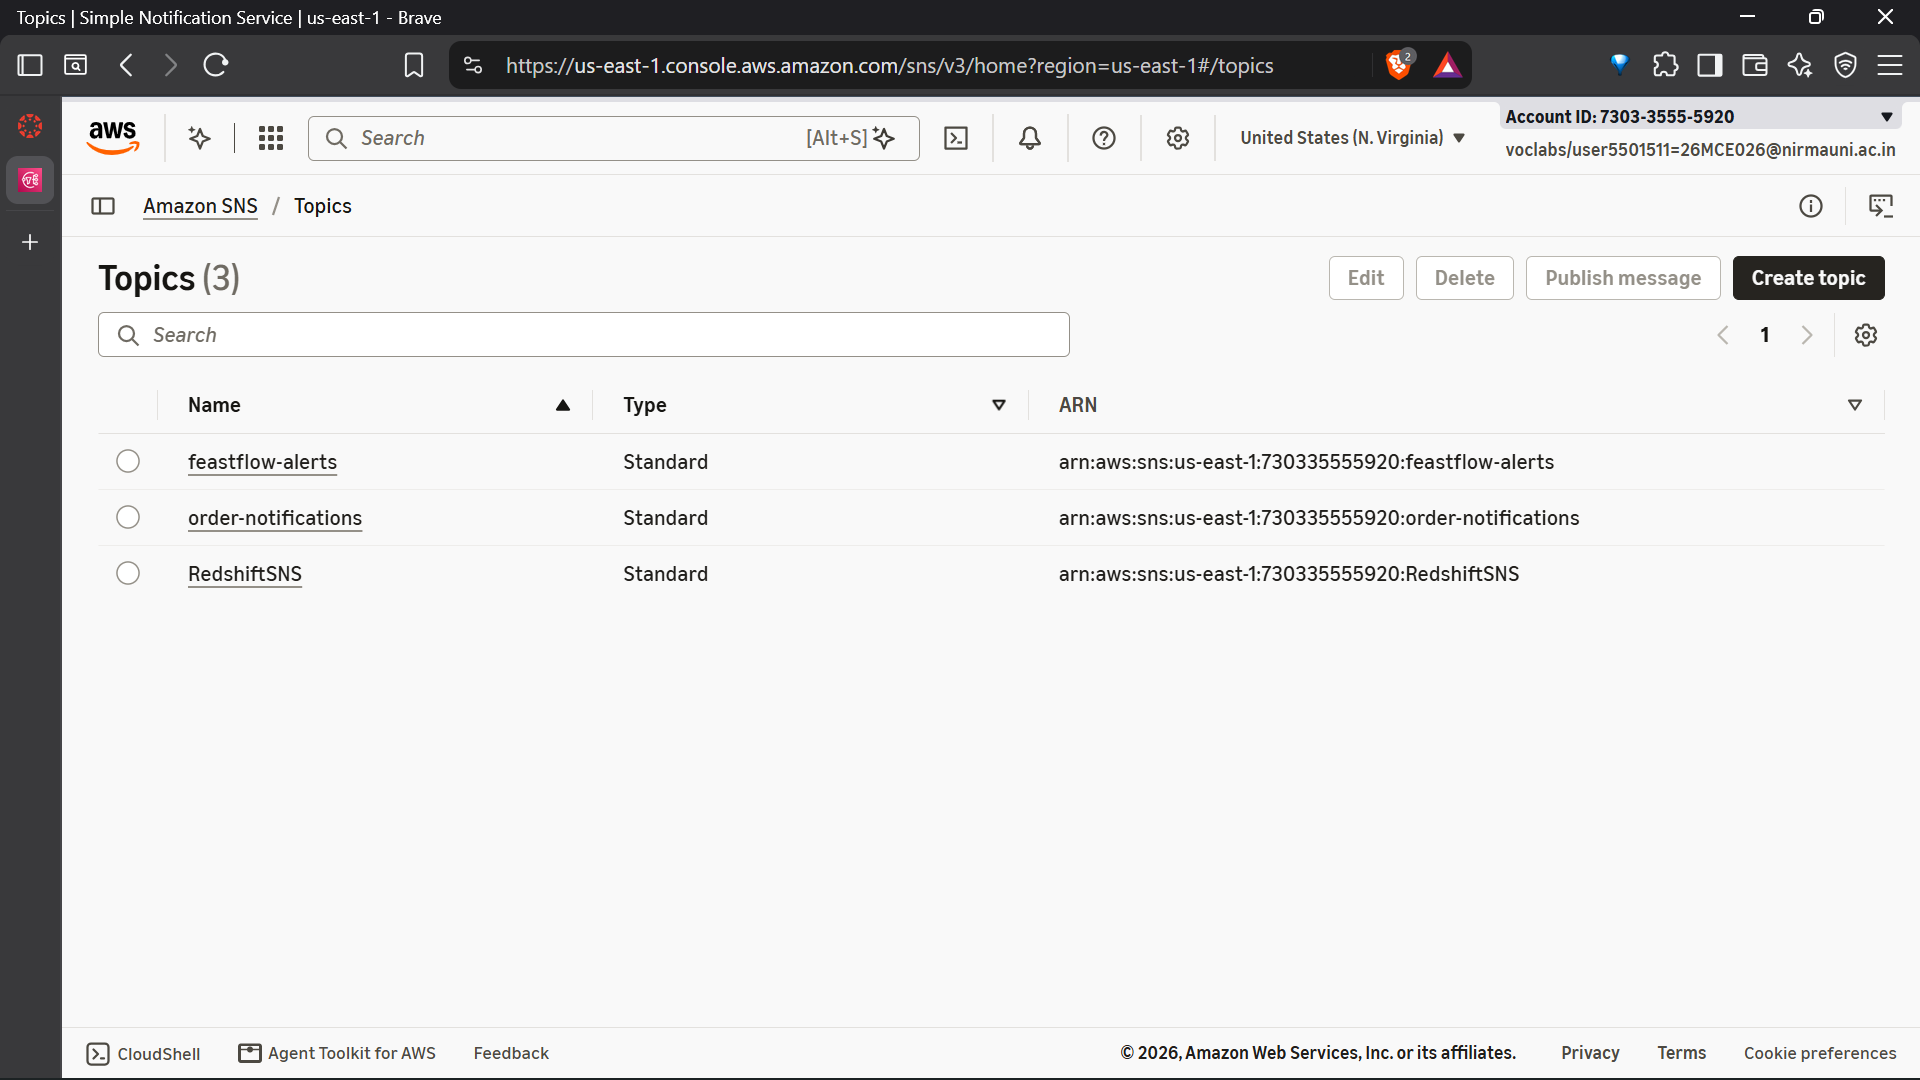 Topics | Simple Notification Service | us-east-1 - Brave
https://us-east-1.console.aws.amazon.com/sns/v3/home?region=us-east-1#/topics
2
aws
Search
[Alt+S]
United States (N. Virginia)
Account ID: 7303-3555-5920
voclabs/user5501511=26MCE026@nirmauni.ac.in
Amazon SNS / Topics
Topics (3)
Edit
Delete
Publish message
Create topic
Search
1
Name
Type
ARN
feastflow-alerts
Standard
arn:aws:sns:us-east-1:730335555920:feastflow-alerts
order-notifications
Standard
arn:aws:sns:us-east-1:730335555920:order-notifications
RedshiftSNS
Standard
arn:aws:sns:us-east-1:730335555920:RedshiftSNS
CloudShell
Agent Toolkit for AWS
Feedback
© 2026, Amazon Web Services, Inc. or its affiliates.
Privacy
Terms
Cookie preferences